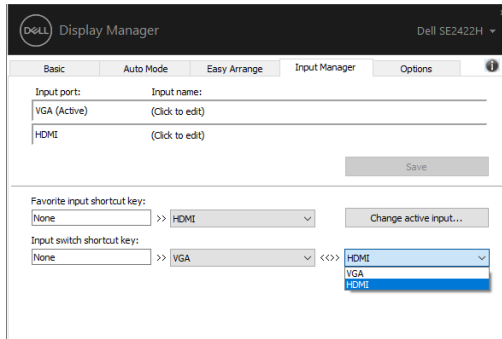 DELL Display Manager Dell SE2422H
Basic Auto Mode Easy Arrange Input Manager Options
Input port: Input name:
VGA (Active) (Click to edit)
HDMI (Click to edit)
Save
Favorite input shortcut key:
None >> HDMI Change active input...
Input switch shortcut key:
None >> VGA <<>> HDMI
VGA
HDMI